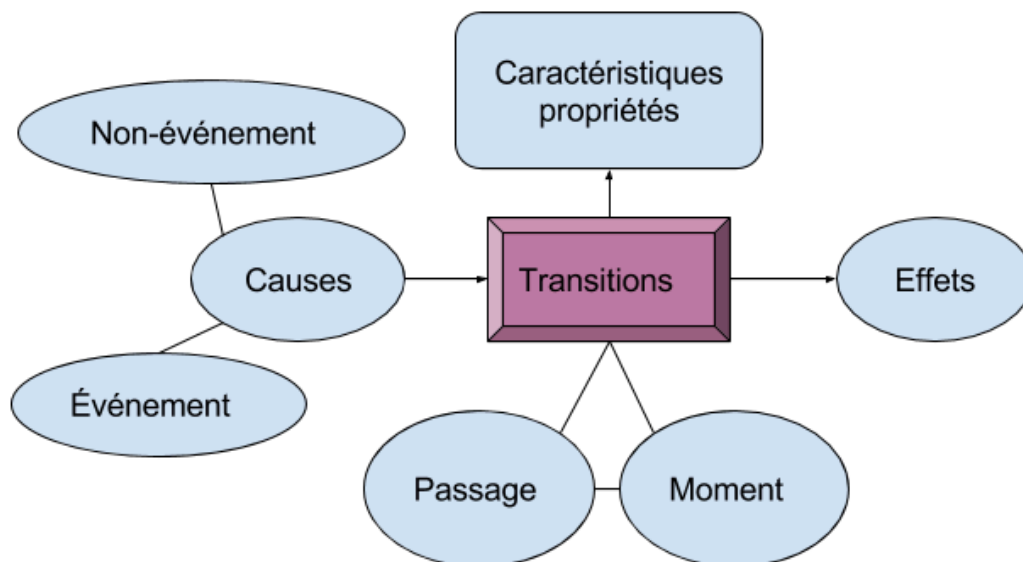 Caractéristiques
propriétés
Non-événement
Causes
Transitions
Effets
Événement
Passage
Moment